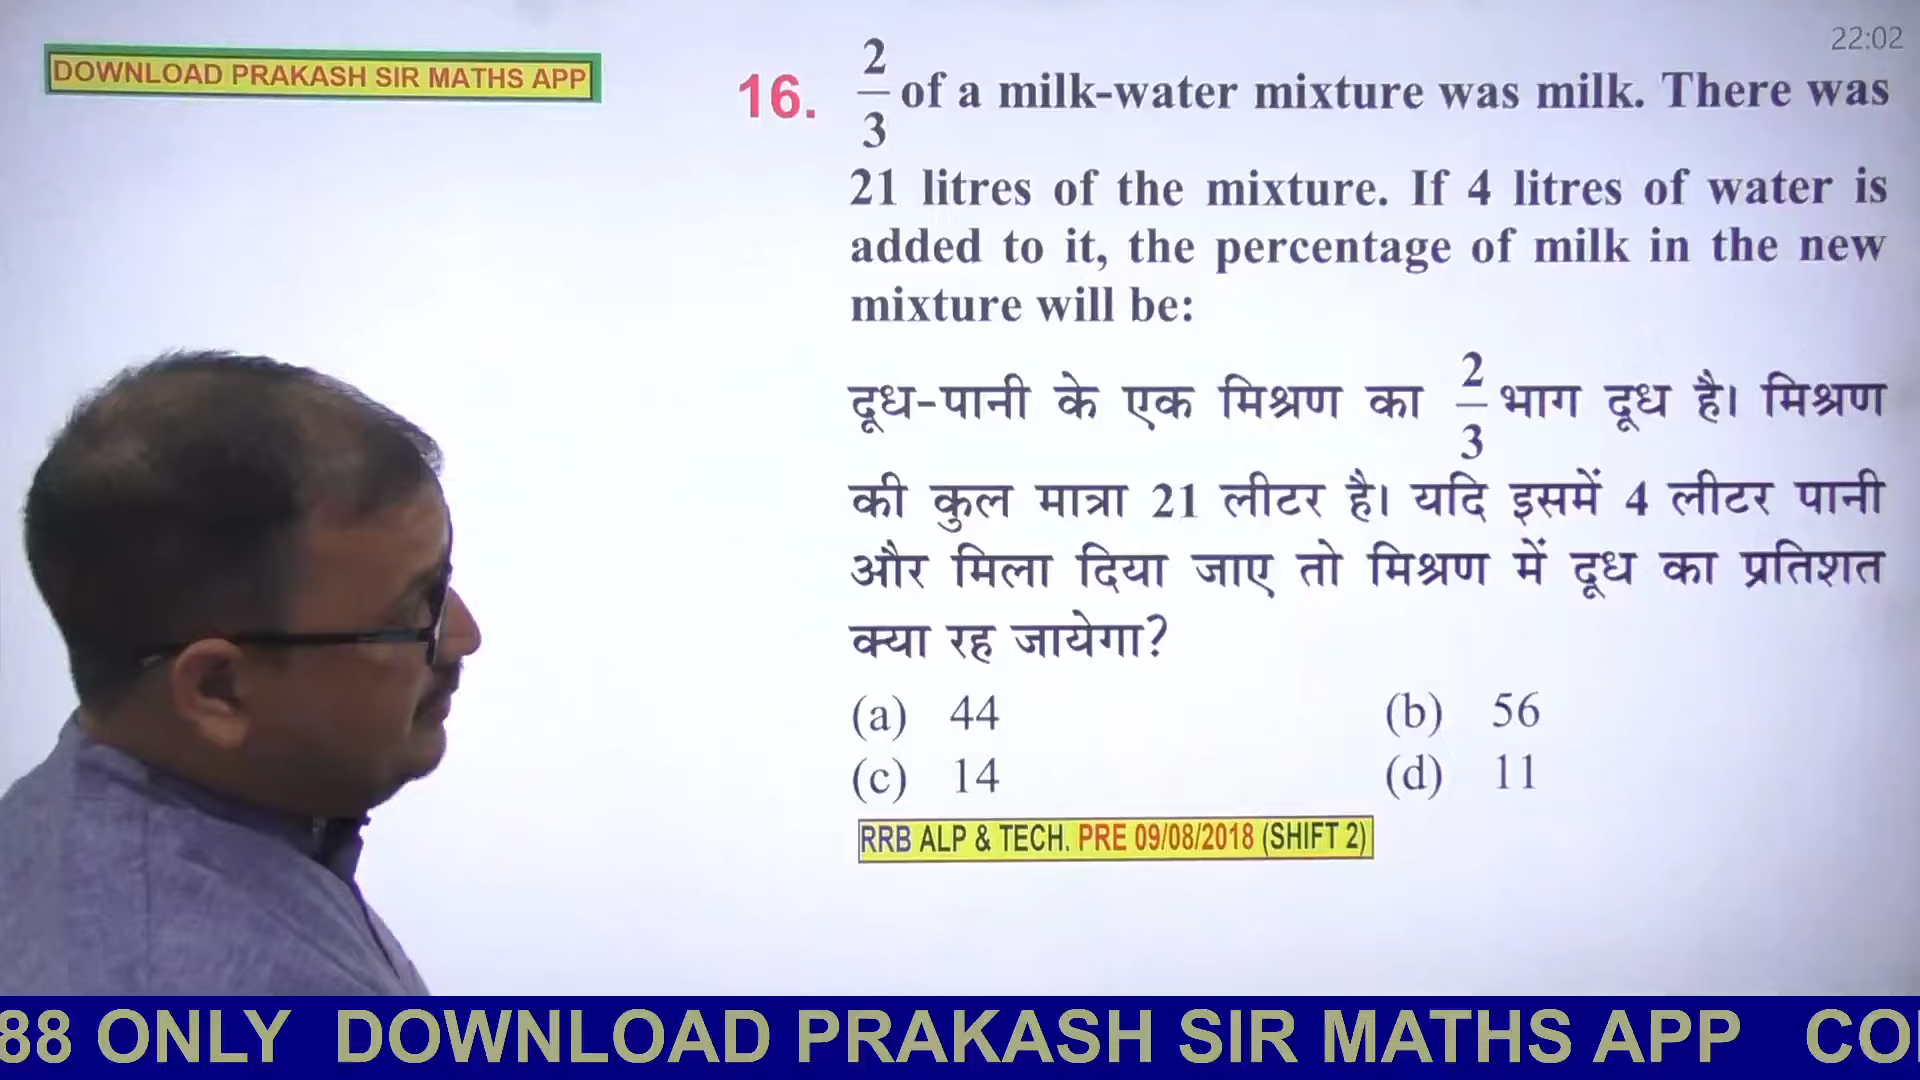 22:02
DOWNLOAD PRAKASH SIR MATHS APP
16. 2/3 of a milk-water mixture was milk. There was
21 litres of the mixture. If 4 litres of water is
added to it, the percentage of milk in the new
mixture will be:
दूध-पानी के एक मिश्रण का 2/3 भाग दूध है। मिश्रण
की कुल मात्रा 21 लीटर है। यदि इसमें 4 लीटर पानी
और मिला दिया जाए तो मिश्रण में दूध का प्रतिशत
क्या रह जायेगा?
(a) 44 (b) 56
(c) 14 (d) 11
RRB ALP & TECH. PRE 09/08/2018 (SHIFT 2)
88 ONLY DOWNLOAD PRAKASH SIR MATHS APP